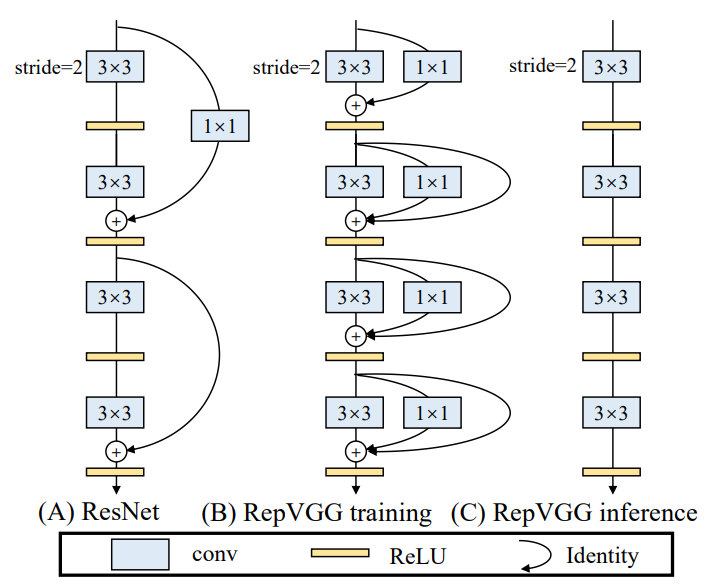 stride=2 3×3
1×1
3×3
+
3×3
3×3
+
(A) ResNet
stride=2 3×3 1×1
+
3×3 1×1
+
3×3 1×1
+
3×3 1×1
+
(B) RepVGG training
stride=2 3×3
3×3
3×3
3×3
(C) RepVGG inference
conv ReLU Identity